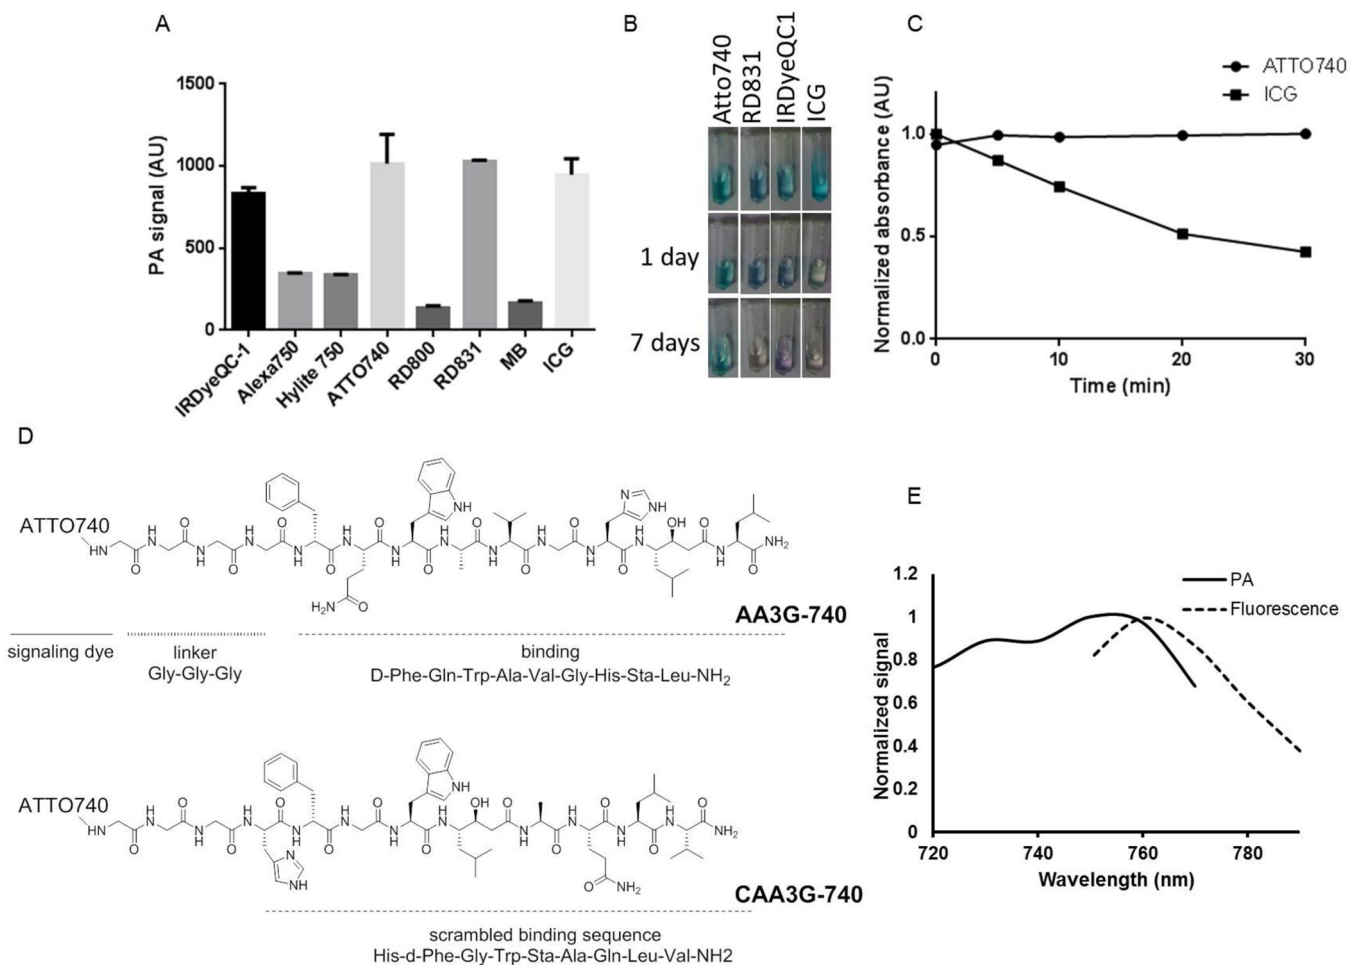 A
1500
1000
500
0
PA signal (AU)
IRDyeQC-1
Alexa750
Hylite 750
ATTO740
RD800
RD831
MB
ICG
B
Atto740
RD831
IRDyeQC1
ICG
1 day
7 days
C
ATTO740
ICG
Normalized absorbance (AU)
1.0
0.5
0.0
0 10 20 30
Time (min)
D
ATTO740
HN
O
H
N
O
H
N
O
H
N
O
H
N
O
H
N
O
H
N
O
H
N
O
H
N
O
H
N
O
H
N
O
H
N
OH
O
H
N
O
NH2
NH
N
NH
H2N
O
AA3G-740
signaling dye
linker
Gly-Gly-Gly
binding
D-Phe-Gln-Trp-Ala-Val-Gly-His-Sta-Leu-NH2
ATTO740
HN
O
H
N
O
H
N
O
H
N
O
H
N
O
H
N
O
H
N
O
H
N
OH
O
H
N
O
H
N
O
H
N
O
H
N
O
NH2
N
NH
NH
O
NH2
CAA3G-740
scrambled binding sequence
His-d-Phe-Gly-Trp-Sta-Ala-Gln-Leu-Val-NH2
E
PA
Fluorescence
Normalized signal
1.2
1
0.8
0.6
0.4
0.2
0
720 740 760 780
Wavelength (nm)